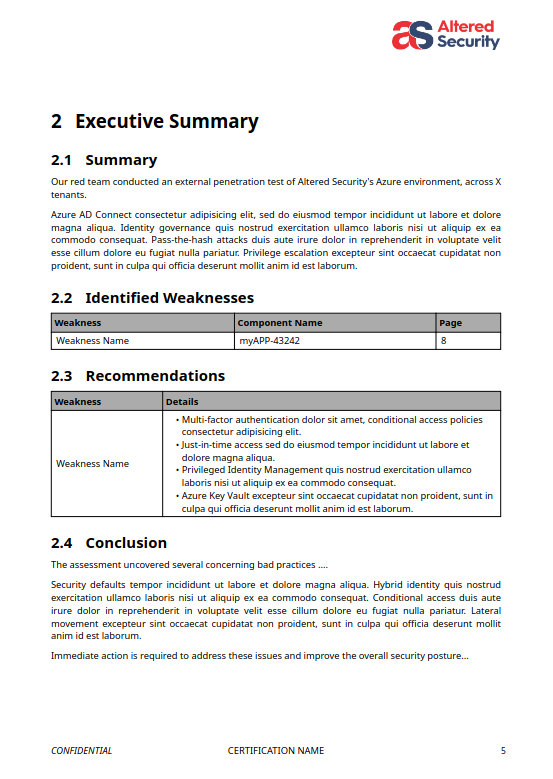 Altered
Security
2 Executive Summary
2.1 Summary
Our red team conducted an external penetration test of Altered Security's Azure environment, across X
tenants.
Azure AD Connect consectetur adipisicing elit, sed do eiusmod tempor incididunt ut labore et dolore
magna aliqua. Identity governance quis nostrud exercitation ullamco laboris nisi ut aliquip ex ea
commodo consequat. Pass-the-hash attacks duis aute irure dolor in reprehenderit in voluptate velit
esse cillum dolore eu fugiat nulla pariatur. Privilege escalation excepteur sint occaecat cupidatat non
proident, sunt in culpa qui officia deserunt mollit anim id est laborum.
2.2 Identified Weaknesses
Weakness Component Name Page
Weakness Name myAPP-43242 8
2.3 Recommendations
Weakness Details
Weakness Name
• Multi-factor authentication dolor sit amet, conditional access policies
consectetur adipisicing elit.
• Just-in-time access sed do eiusmod tempor incididunt ut labore et
dolore magna aliqua.
• Privileged Identity Management quis nostrud exercitation ullamco
laboris nisi ut aliquip ex ea commodo consequat.
• Azure Key Vault excepteur sint occaecat cupidatat non proident, sunt in
culpa qui officia deserunt mollit anim id est laborum.
2.4 Conclusion
The assessment uncovered several concerning bad practices ....
Security defaults tempor incididunt ut labore et dolore magna aliqua. Hybrid identity quis nostrud
exercitation ullamco laboris nisi ut aliquip ex ea commodo consequat. Conditional access duis aute
irure dolor in reprehenderit in voluptate velit esse cillum dolore eu fugiat nulla pariatur. Lateral
movement excepteur sint occaecat cupidatat non proident, sunt in culpa qui officia deserunt mollit
anim id est laborum.
Immediate action is required to address these issues and improve the overall security posture...
CONFIDENTIAL CERTIFICATION NAME 5